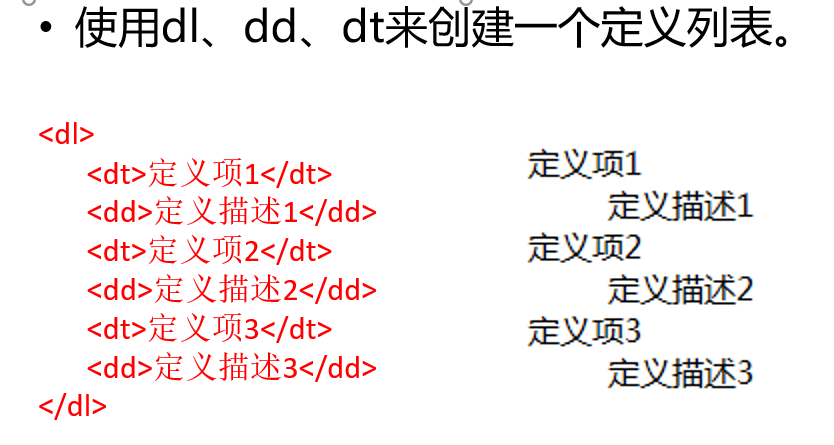 • 使用dl、dd、dt来创建一个定义列表。
<dl>
<dt>定义项1</dt>
<dd>定义描述1</dd>
<dt>定义项2</dt>
<dd>定义描述2</dd>
<dt>定义项3</dt>
<dd>定义描述3</dd>
</dl>
定义项1
定义描述1
定义项2
定义描述2
定义项3
定义描述3